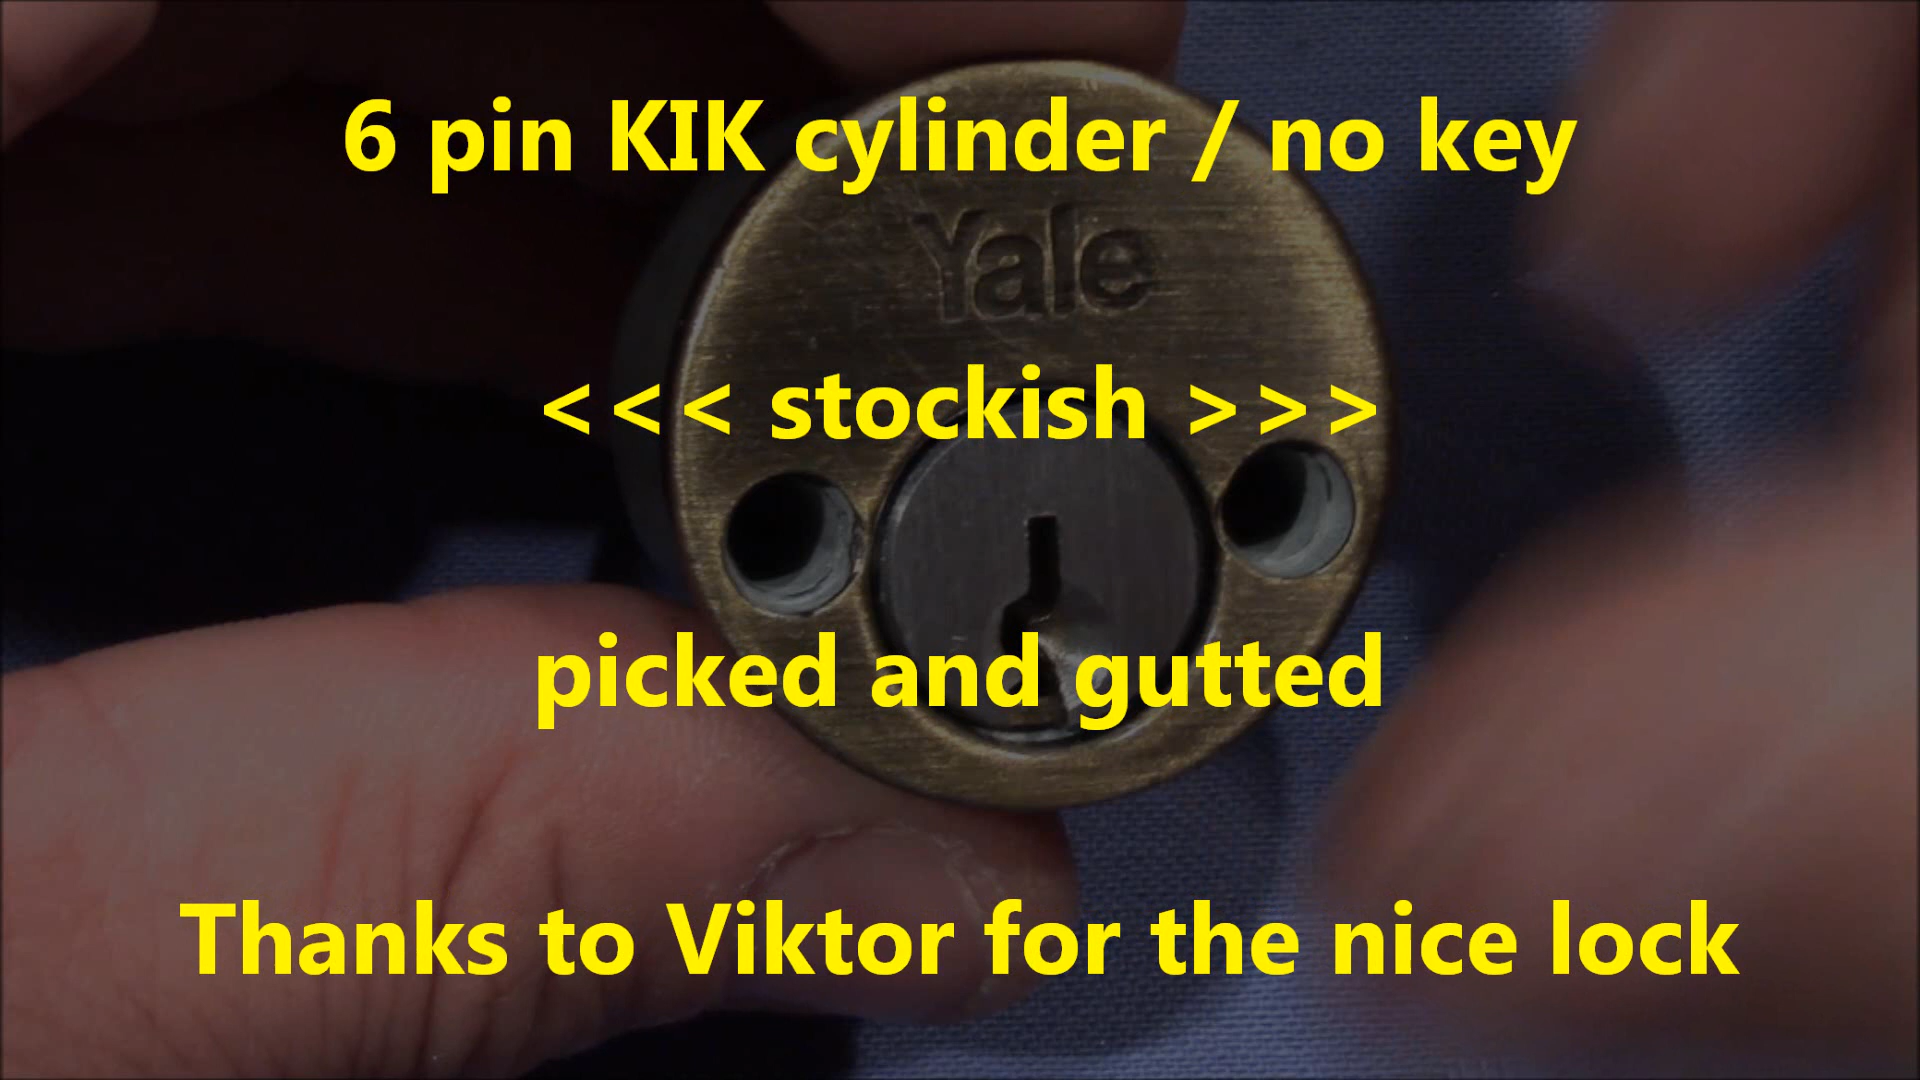 6 pin KIK cylinder / no key
Yale
<<< stockish >>>
picked and gutted
Thanks to Viktor for the nice lock